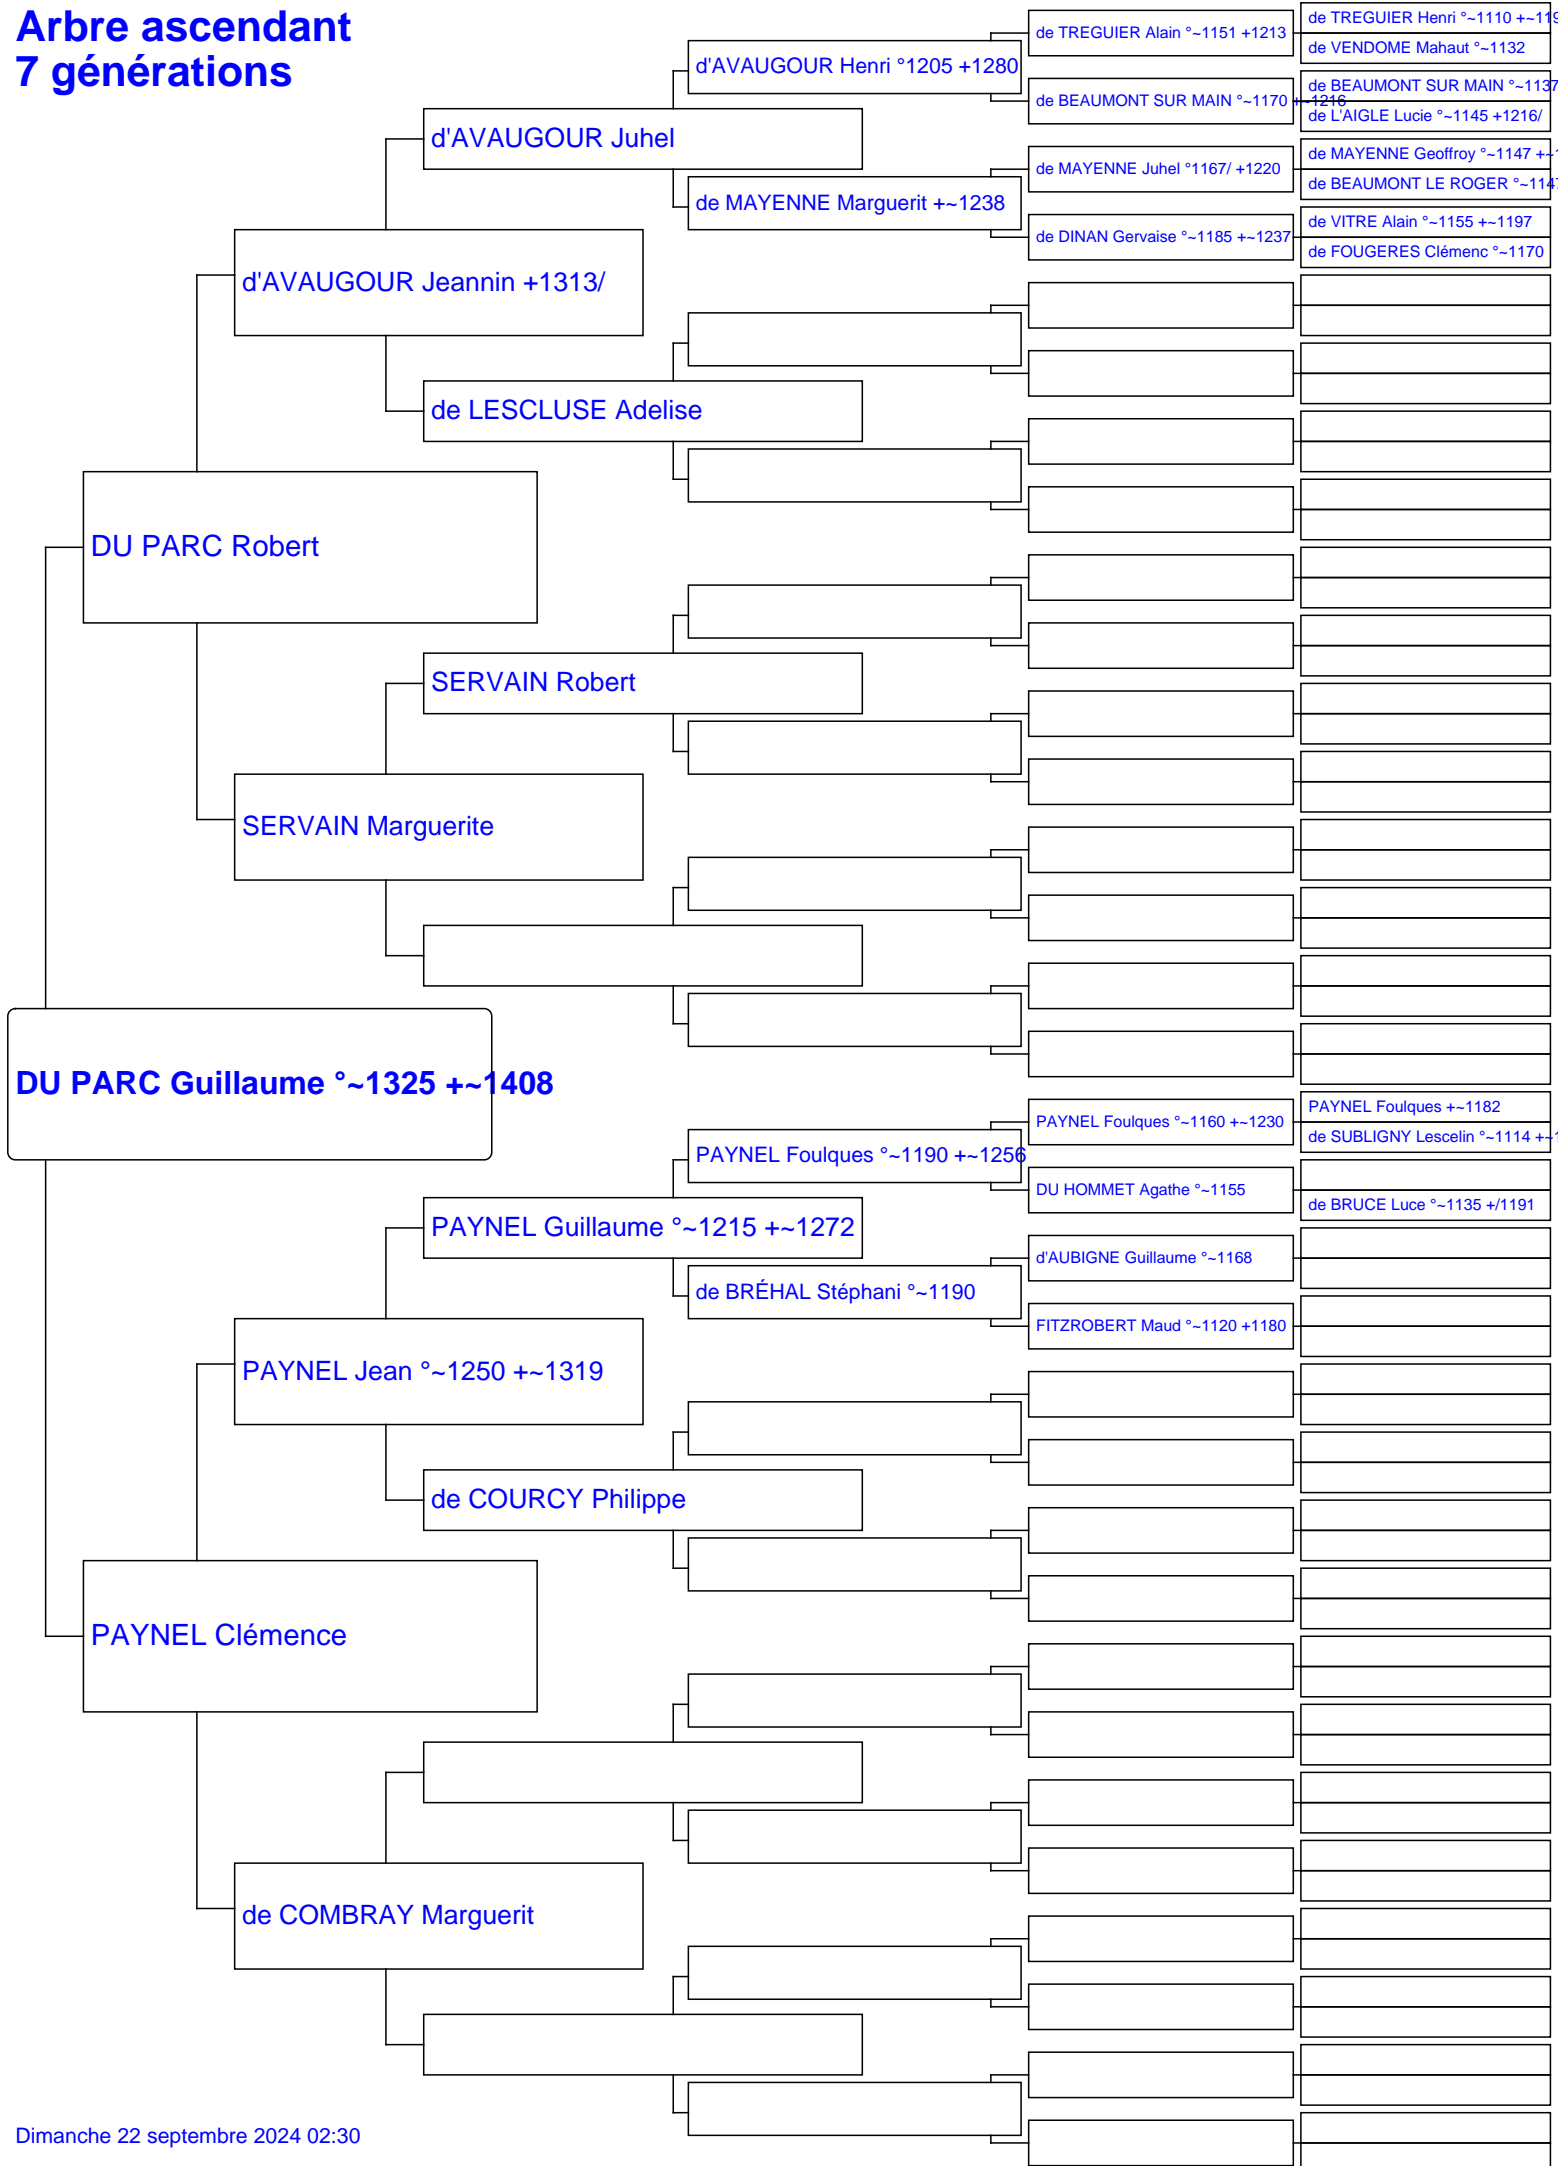 Arbre ascendant
7 générations
de TREGUIER Alain °~1151 +1213
de TREGUIER Henri °~1110 +~119
de VENDOME Mahaut °~1132
d'AVAUGOUR Henri °1205 +1280
de BEAUMONT SUR MAIN °~1170 +~1216
de BEAUMONT SUR MAIN °~1137
de L'AIGLE Lucie °~1145 +1216/
d'AVAUGOUR Juhel
de MAYENNE Juhel °1167/ +1220
de MAYENNE Geoffroy °~1147 +~1
de BEAUMONT LE ROGER °~1147
de MAYENNE Marguerit +~1238
de DINAN Gervaise °~1185 +~1237
de VITRE Alain °~1155 +~1197
de FOUGERES Clémenc °~1170
d'AVAUGOUR Jeannin +1313/
de LESCLUSE Adelise
DU PARC Robert
SERVAIN Robert
SERVAIN Marguerite
DU PARC Guillaume °~1325 +~1408
PAYNEL Foulques °~1160 +~1230
PAYNEL Foulques +~1182
de SUBLIGNY Lescelin °~1114 +~1
PAYNEL Foulques °~1190 +~1256
DU HOMMET Agathe °~1155
de BRUCE Luce °~1135 +/1191
PAYNEL Guillaume °~1215 +~1272
d'AUBIGNE Guillaume °~1168
de BRÉHAL Stéphani °~1190
FITZROBERT Maud °~1120 +1180
PAYNEL Jean °~1250 +~1319
de COURCY Philippe
PAYNEL Clémence
de COMBRAY Marguerit
Dimanche 22 septembre 2024 02:30